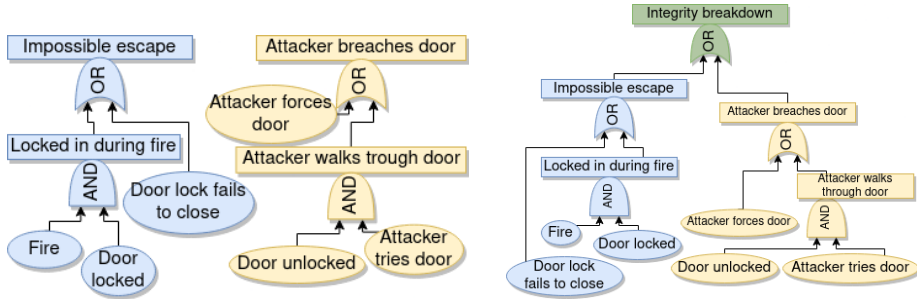 Impossible escape
OR
Locked in during fire
AND
Fire
Door
locked
Door lock fails
to close
Attacker breaches door
OR
Attacker forces
door
Attacker walks trough door
AND
Door unlocked
Attacker
tries door
Integrity breakdown
OR
Impossible escape
OR
Locked in during fire
AND
Fire
Door locked
Door lock
fails to close
Attacker breaches door
OR
Attacker forces door
Attacker walks
through door
AND
Door unlocked
Attacker tries door